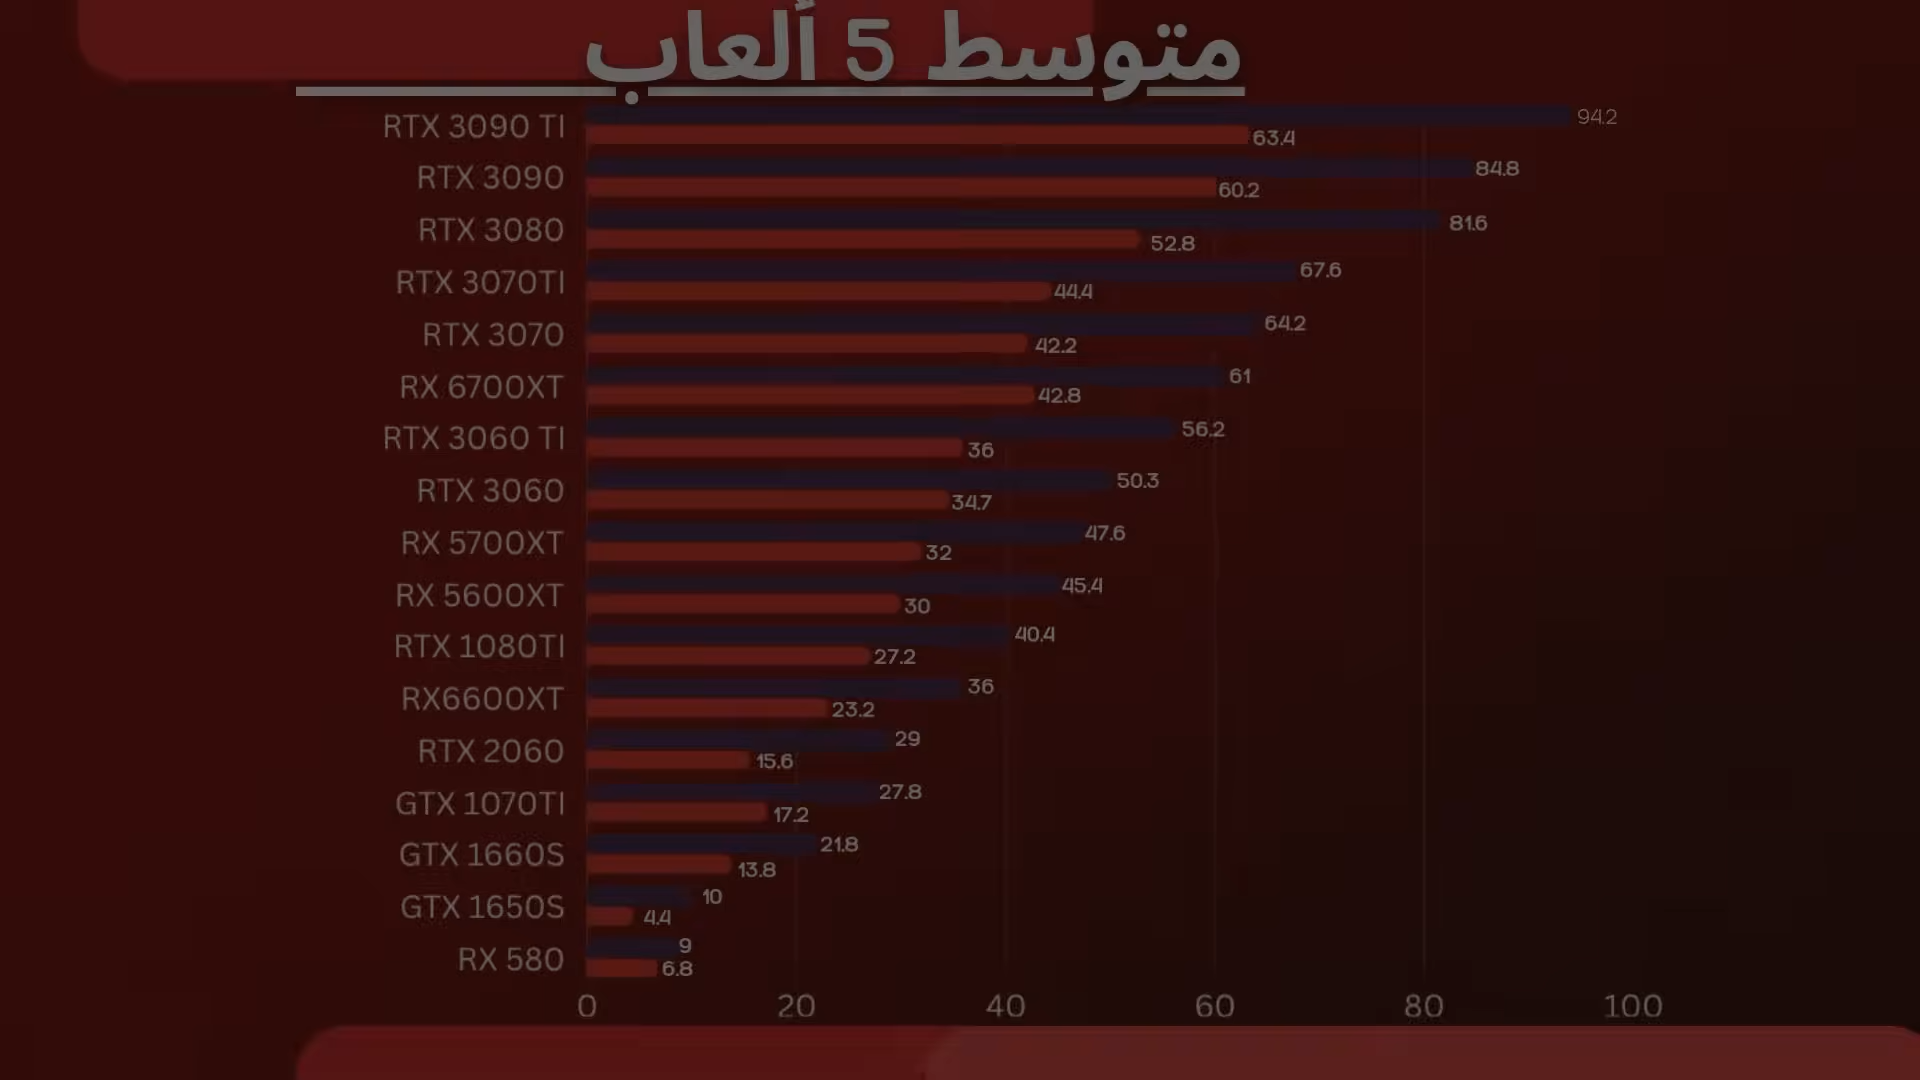 متوسط 5 ألعاب
RTX 3090 TI 94.2 63.4
RTX 3090 84.8 60.2
RTX 3080 81.6 52.8
RTX 3070TI 67.6 44.4
RTX 3070 64.2 42.2
RX 6700XT 61 42.8
RTX 3060 TI 56.2 36
RTX 3060 50.3 34.7
RX 5700XT 47.6 32
RX 5600XT 45.4 30
RTX 1080TI 40.4 27.2
RX6600XT 36 23.2
RTX 2060 29 15.6
GTX 1070TI 27.8 17.2
GTX 1660S 21.8 13.8
GTX 1650S 10 4.4
RX 580 9 6.8
0 20 40 60 80 100